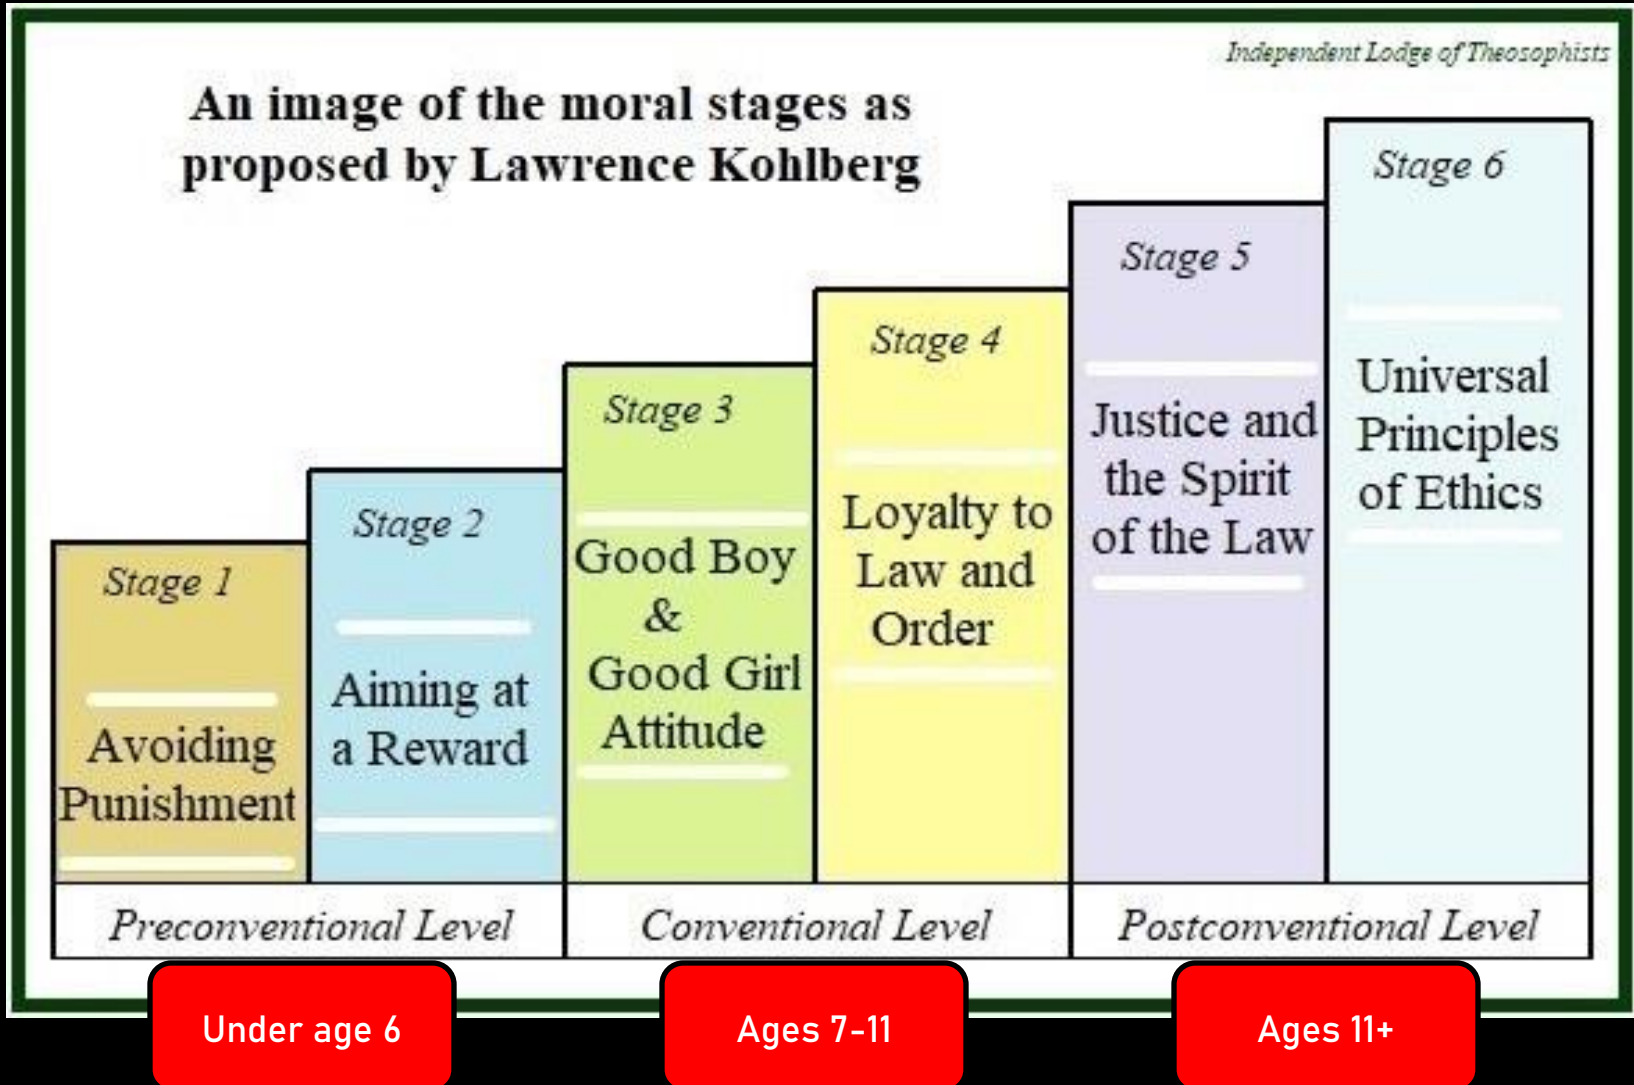 Independent Lodge of Theosophists
An image of the moral stages as
proposed by Lawrence Kohlberg
Stage 1
Avoiding
Punishment
Stage 2
Aiming at
a Reward
Stage 3
Good Boy
&
Good Girl
Attitude
Stage 4
Loyalty to
Law and
Order
Stage 5
Justice and
the Spirit
of the Law
Stage 6
Universal
Principles
of Ethics
Preconventional Level
Conventional Level
Postconventional Level
Under age 6
Ages 7-11
Ages 11+